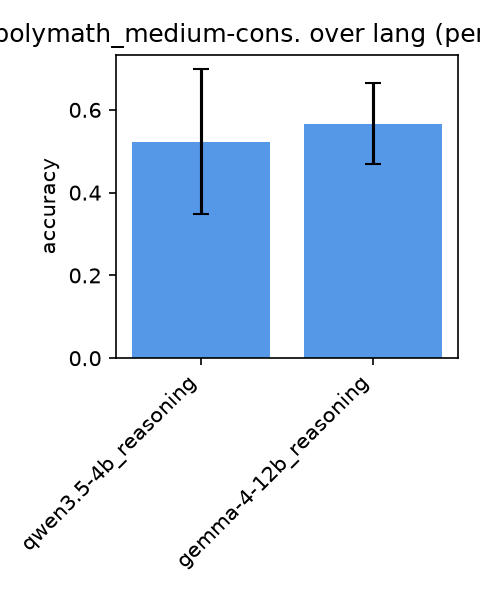 polymath_medium-cons. over lang (per
accuracy
0.6
0.4
0.2
0.0
qwen3.5-4b_reasoning
gemma-4-12b_reasoning